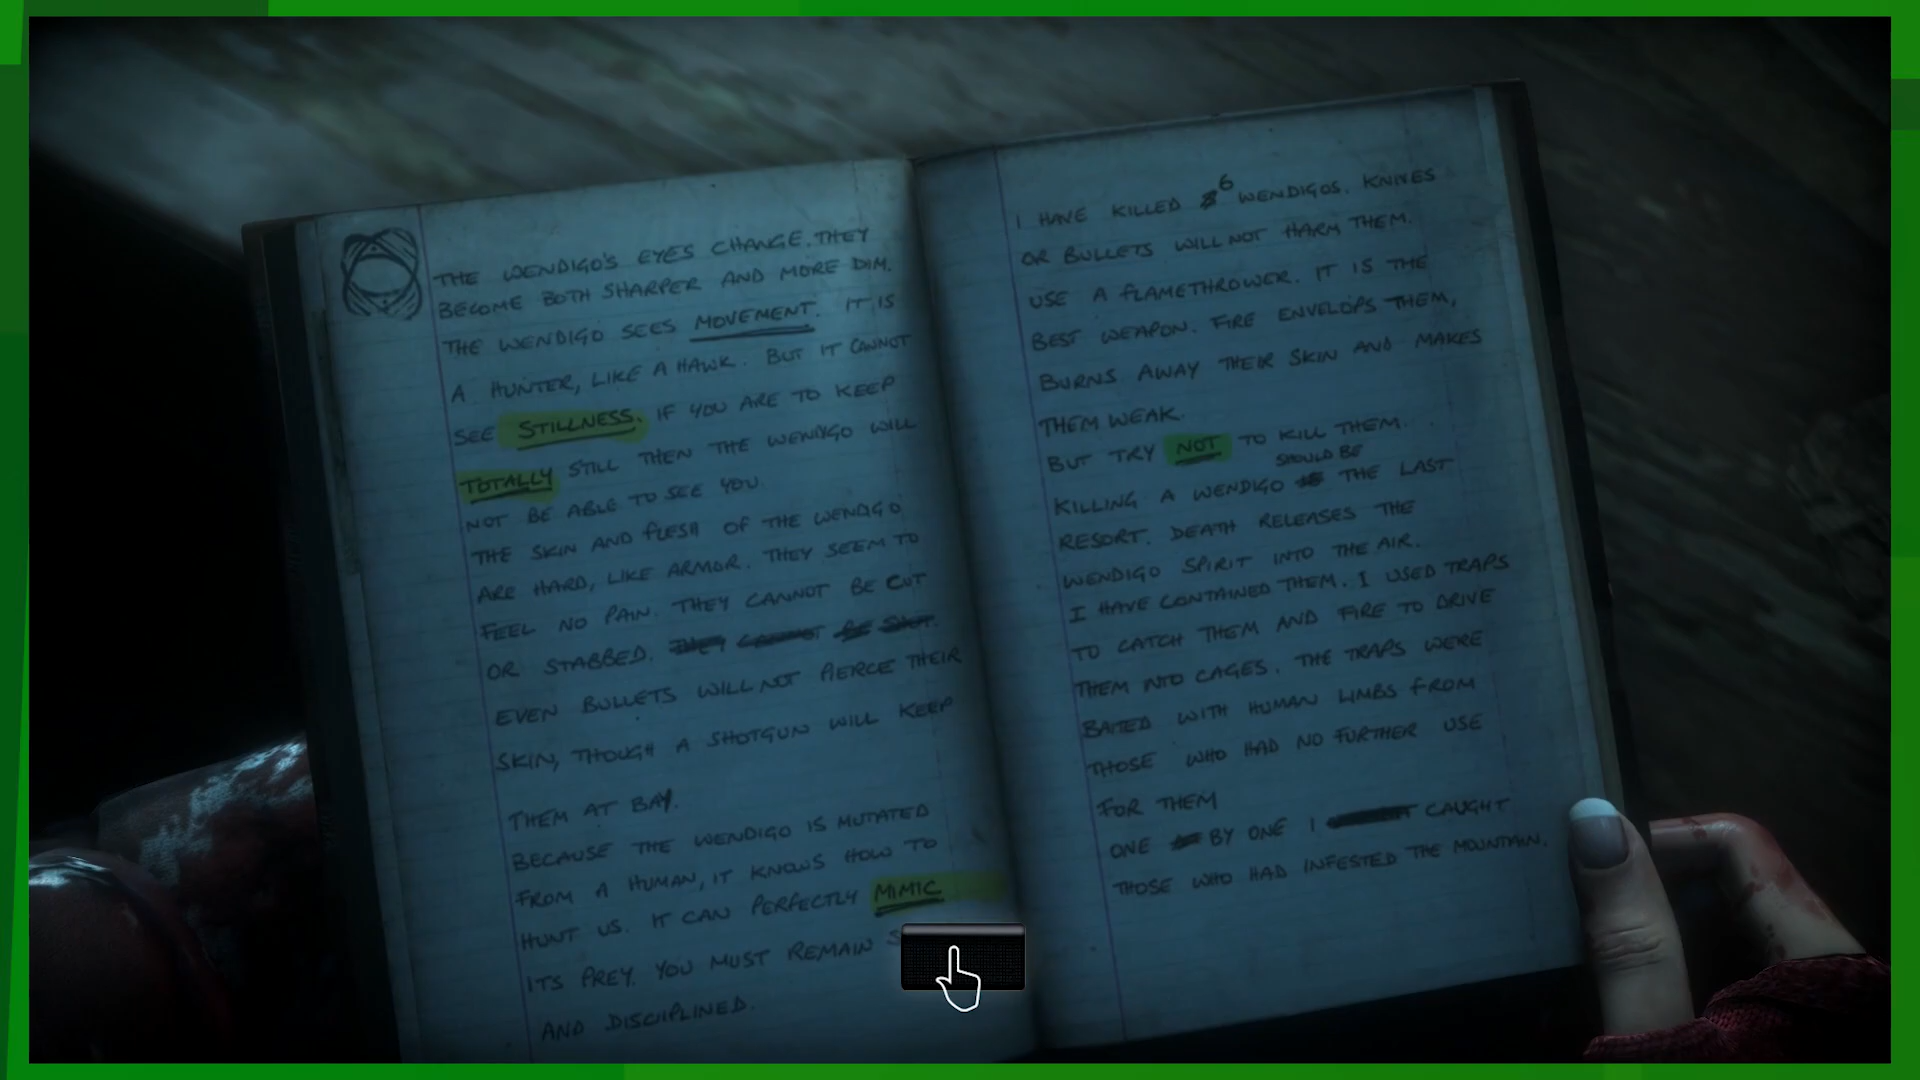 THE WENDIGO'S EYES CHANGE. THEY
BECOME BOTH SHARPER AND MORE DIM.
THE WENDIGO SEES MOVEMENT. IT IS
A HUNTER, LIKE A HAWK. BUT IT CANNOT
SEE STILLNESS. IF YOU ARE TO KEEP
TOTALLY STILL THEN THE WENDIGO WILL
NOT BE ABLE TO SEE YOU.
THE SKIN AND FLESH OF THE WENDIGO
ARE HARD, LIKE ARMOR. THEY SEEM TO
FEEL NO PAIN. THEY CANNOT BE CUT
OR STABBED. THEY CANNOT BE SHOT.
EVEN BULLETS WILL NOT PIERCE THEIR
SKIN, THOUGH A SHOTGUN WILL KEEP
THEM AT BAY.
BECAUSE THE WENDIGO IS MUTATED
FROM A HUMAN, IT KNOWS HOW TO
HUNT US. IT CAN PERFECTLY MIMIC
ITS PREY. YOU MUST REMAIN
AND DISCIPLINED.
I HAVE KILLED 6 WENDIGOS. KNIVES
OR BULLETS WILL NOT HARM THEM.
USE A FLAMETHROWER. IT IS THE
BEST WEAPON. FIRE ENVELOPS THEM,
BURNS AWAY THEIR SKIN AND MAKES
THEM WEAK.
BUT TRY NOT TO KILL THEM.
KILLING A WENDIGO SHOULD BE THE LAST
RESORT. DEATH RELEASES THE
WENDIGO SPIRIT INTO THE AIR.
I HAVE CONTAINED THEM. I USED TRAPS
TO CATCH THEM AND FIRE TO DRIVE
THEM INTO CAGES. THE TRAPS WERE
BAITED WITH HUMAN LIMBS FROM
THOSE WHO HAD NO FURTHER USE
FOR THEM
ONE BY ONE I CAUGHT
THOSE WHO HAD INFESTED THE MOUNTAIN.